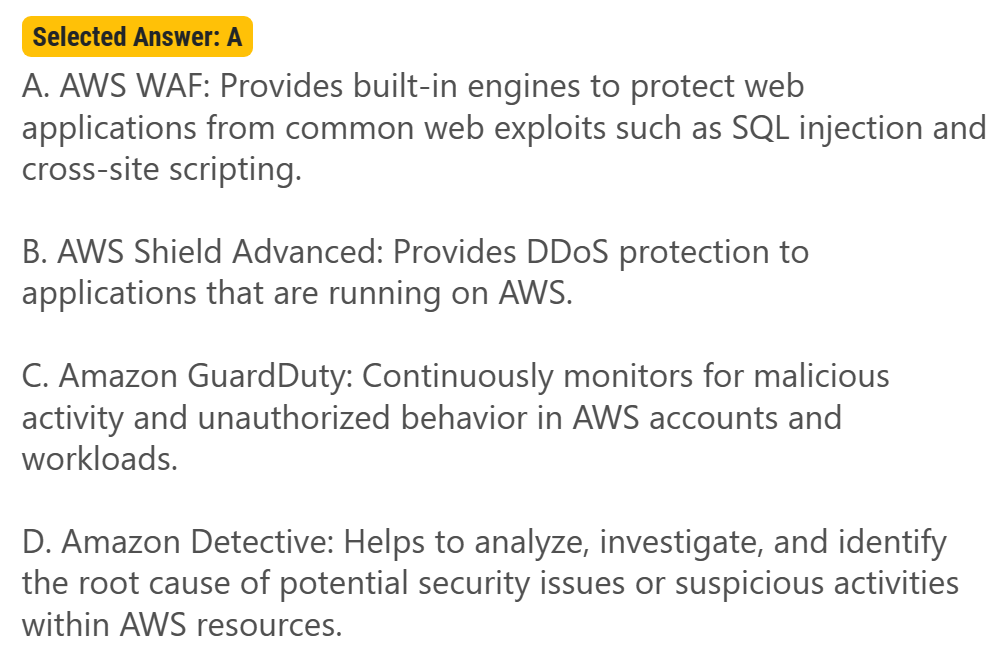 Selected Answer: A
A. AWS WAF: Provides built-in engines to protect web
applications from common web exploits such as SQL injection and
cross-site scripting.
B. AWS Shield Advanced: Provides DDoS protection to
applications that are running on AWS.
C. Amazon GuardDuty: Continuously monitors for malicious
activity and unauthorized behavior in AWS accounts and
workloads.
D. Amazon Detective: Helps to analyze, investigate, and identify
the root cause of potential security issues or suspicious activities
within AWS resources.